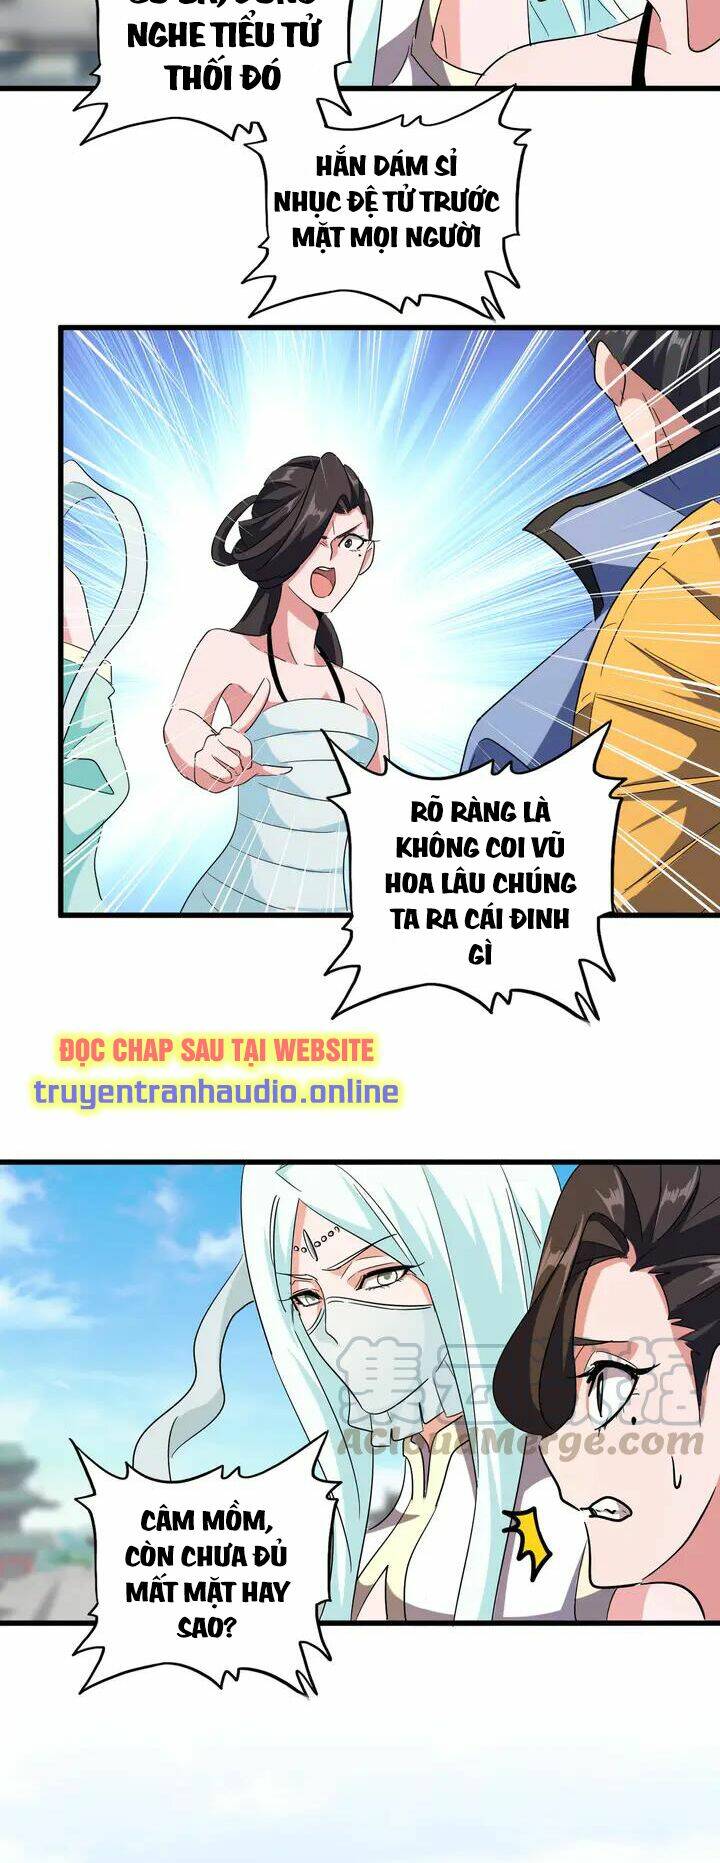 NGHE TIỂU TỬ
THỐI ĐÓ
HẮN DÁM SỈ
NHỤC ĐỆ TỬ TRƯỚC
MẶT MỌI NGƯỜI
RÕ RÀNG LÀ
KHÔNG COI VŨ
HOA LÂU CHÚNG
TA RA CÁI ĐINH
GÌ
ĐỌC CHAP SAU TẠI WEBSITE
truyentranhaudio.online
ACloudMerge.com
CÂM MỒM,
CÒN CHƯA ĐỦ
MẤT MẶT HAY
SAO?